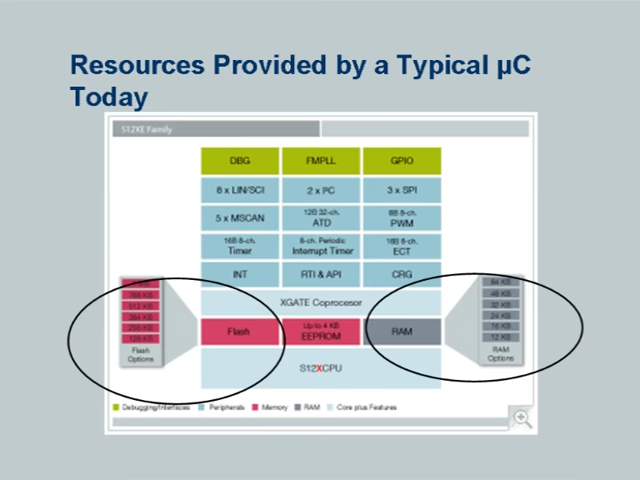 Resources Provided by a Typical µC
Today
S12XE Family
DBG
FMPLL
GPIO
8 x LIN/SCI
2 x I²C
3 x SPI
5 x MSCAN
12B 32-ch.
ATD
8B 8-ch.
PWM
16B 8-ch.
Timer
8-ch. Periodic
Interrupt Timer
16B 8-ch.
ECT
INT
RTI & API
CRG
XGATE Coprocesor
768 KB
512 KB
384 KB
256 KB
128 KB
Flash
Options
Flash
Up to 4 KB
EEPROM
RAM
64 KB
48 KB
32 KB
24 KB
16 KB
12 KB
RAM
Options
S12XCPU
Debugging/Interfaces
Peripherals
Memory
RAM
Core plus Features